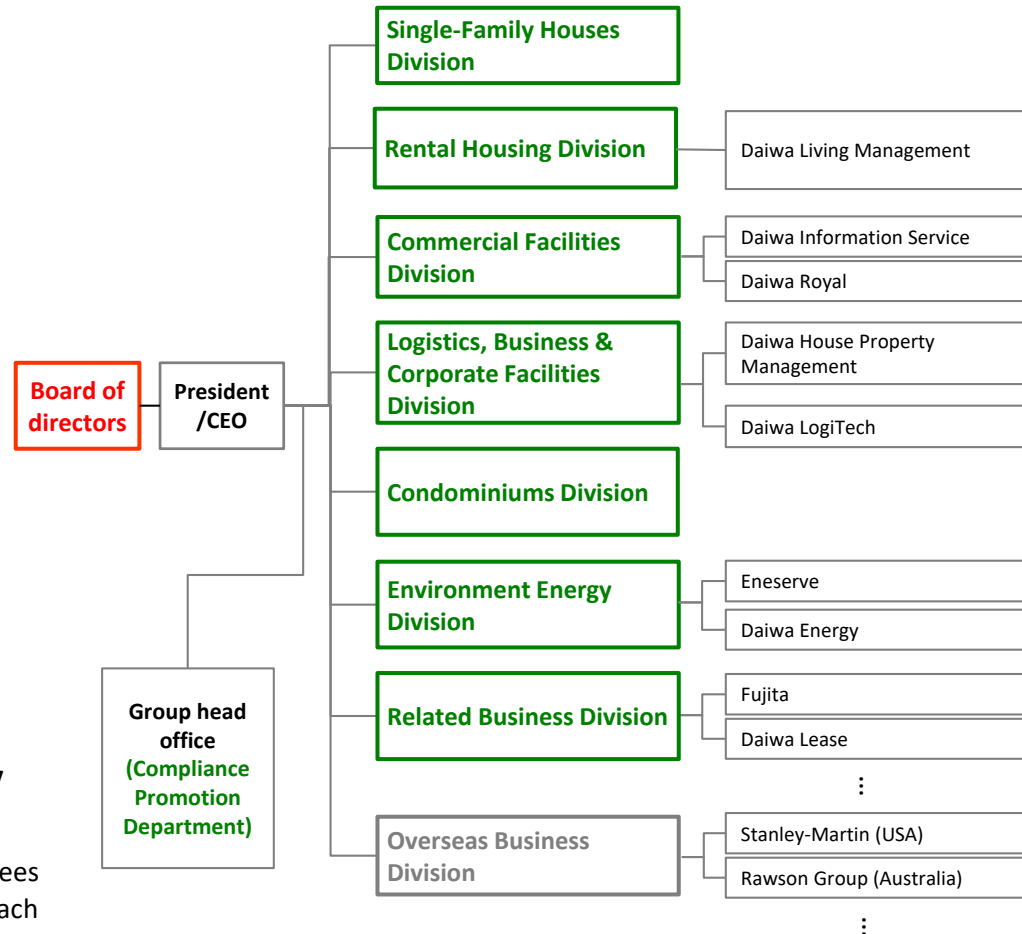 Single-Family Houses
Division
Rental Housing Division
Daiwa Living Management
Commercial Facilities
Division
Daiwa Information Service
Daiwa Royal
Logistics, Business &
Corporate Facilities
Division
Daiwa House Property
Management
Daiwa LogiTech
Board of
directors
President
/CEO
Condominiums Division
Environment Energy
Division
Eneserve
Daiwa Energy
Group head
office
(Compliance
Promotion
Department)
Related Business Division
Fujita
Daiwa Lease
⋮
Overseas Business
Division
Stanley-Martin (USA)
Rawson Group (Australia)
⋮
ees
ach